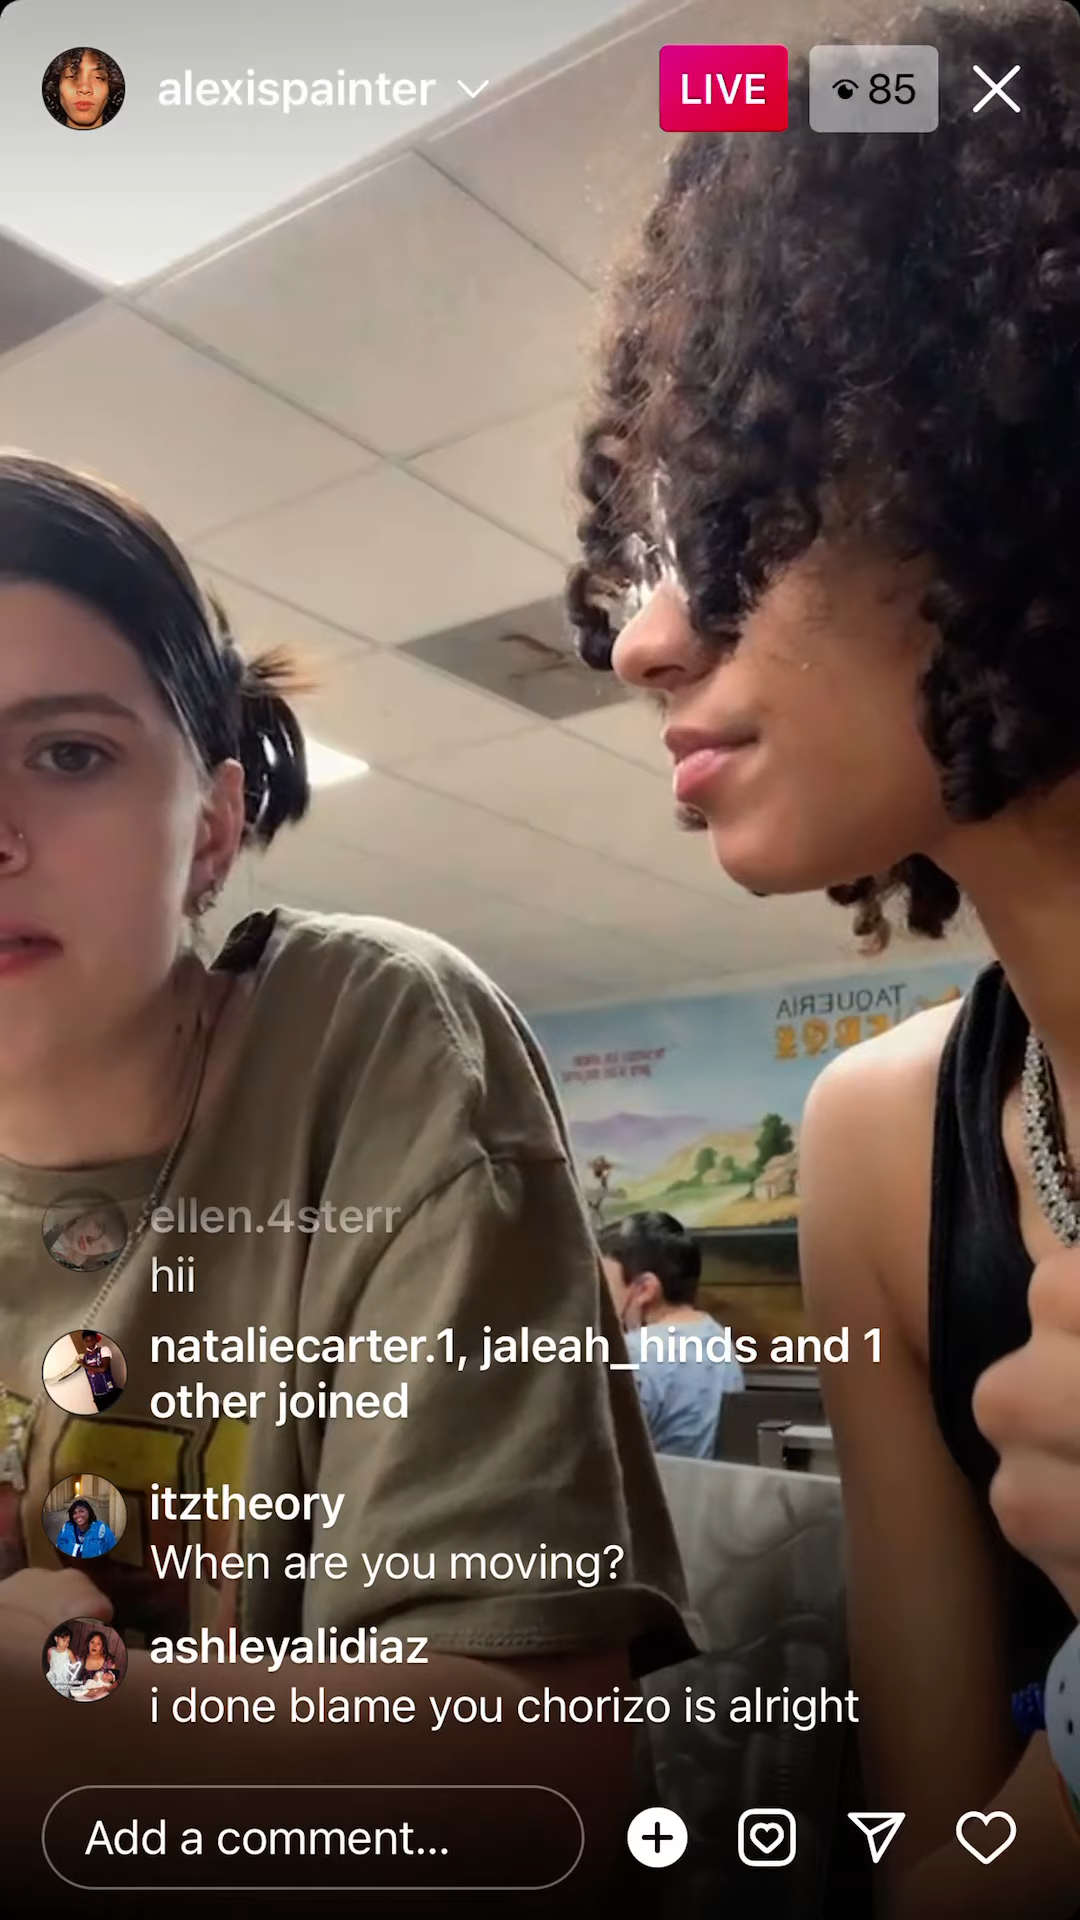 alexispainter
LIVE
85
TAQUERIA
ellen.4sterr
hii
nataliecarter.1, jaleah_hinds and 1
other joined
itztheory
When are you moving?
ashleyalidiaz
i done blame you chorizo is alright
Add a comment...